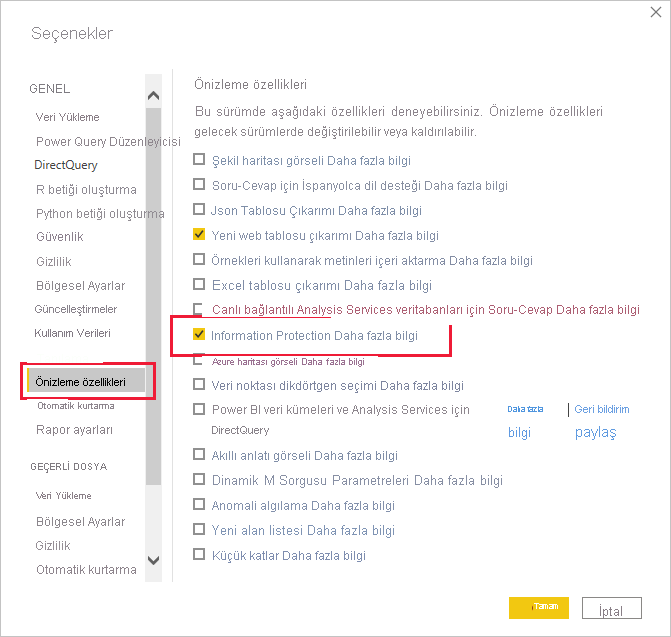 Seçenekler
GENEL
Veri Yükleme
Power Query Düzenleyicisi
DirectQuery
R betiği oluşturma
Python betiği oluşturma
Güvenlik
Gizlilik
Bölgesel Ayarlar
Güncelleştirmeler
Kullanım Verileri
Önizleme özellikleri
Otomatik kurtarma
Rapor ayarları
GEÇERLİ DOSYA
Veri Yükleme
Bölgesel Ayarlar
Gizlilik
Otomatik kurtarma
Önizleme özellikleri
Bu sürümde aşağıdaki özellikleri deneyebilirsiniz. Önizleme özellikleri
gelecek sürümlerde değiştirilebilir veya kaldırılabilir.
Şekil haritası görseli Daha fazla bilgi
Soru-Cevap için İspanyolca dil desteği Daha fazla bilgi
Json Tablosu Çıkarımı Daha fazla bilgi
Yeni web tablosu çıkarımı Daha fazla bilgi
Örnekleri kullanarak metinleri içeri aktarma Daha fazla bilgi
Excel tablosu çıkarımı Daha fazla bilgi
Canlı bağlantılı Analysis Services veritabanları için Soru-Cevap Daha fazla bilgi
Information Protection Daha fazla bilgi
Azure haritası görseli Daha fazla bilgi
Veri noktası dikdörtgen seçimi Daha fazla bilgi
Power BI veri kümeleri ve Analysis Services için
DirectQuery
Daha fazla
bilgi
Geri bildirim
paylaş
Akıllı anlatı görseli Daha fazla bilgi
Dinamik M Sorgusu Parametreleri Daha fazla bilgi
Anomali algılama Daha fazla bilgi
Yeni alan listesi Daha fazla bilgi
Küçük katlar Daha fazla bilgi
Tamam
İptal